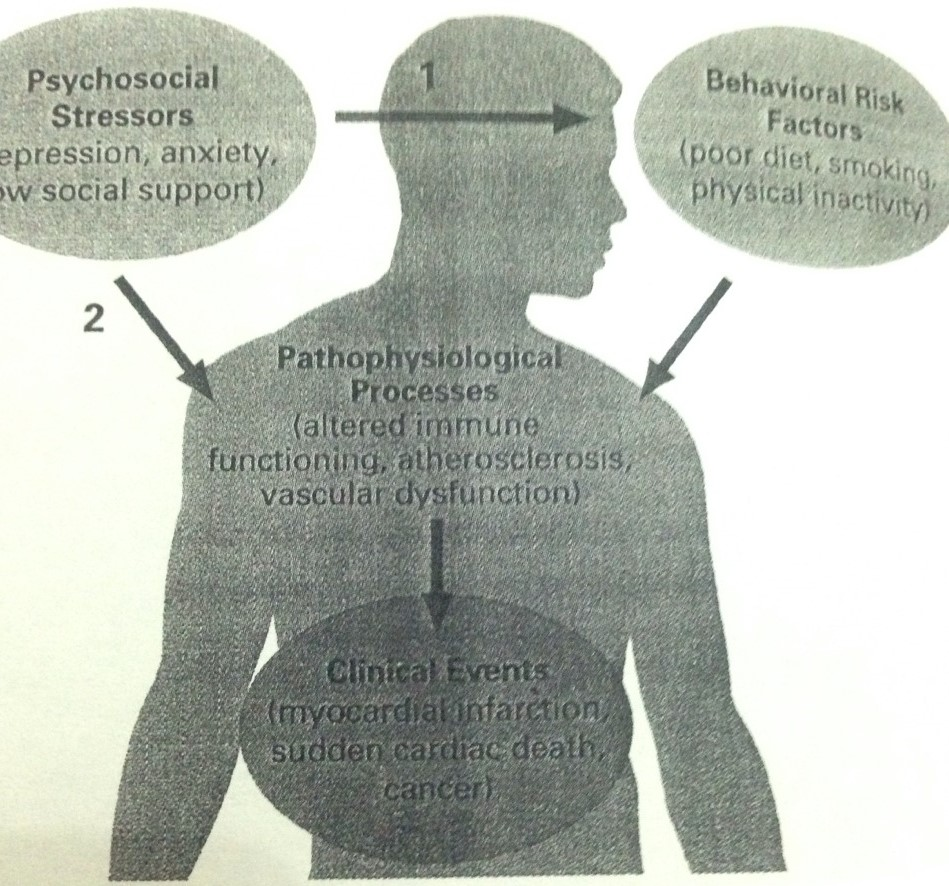 Psychosocial
Stressors
epression, anxiety,
ow social support)
1
Behavioral Risk
Factors
(poor diet, smoking,
physical inactivity)
2
Pathophysiological
Processes
(altered immune
functioning, atherosclerosis,
vascular dysfunction)
Clinical Events
(myocardial infarction,
sudden cardiac death,
cancer)